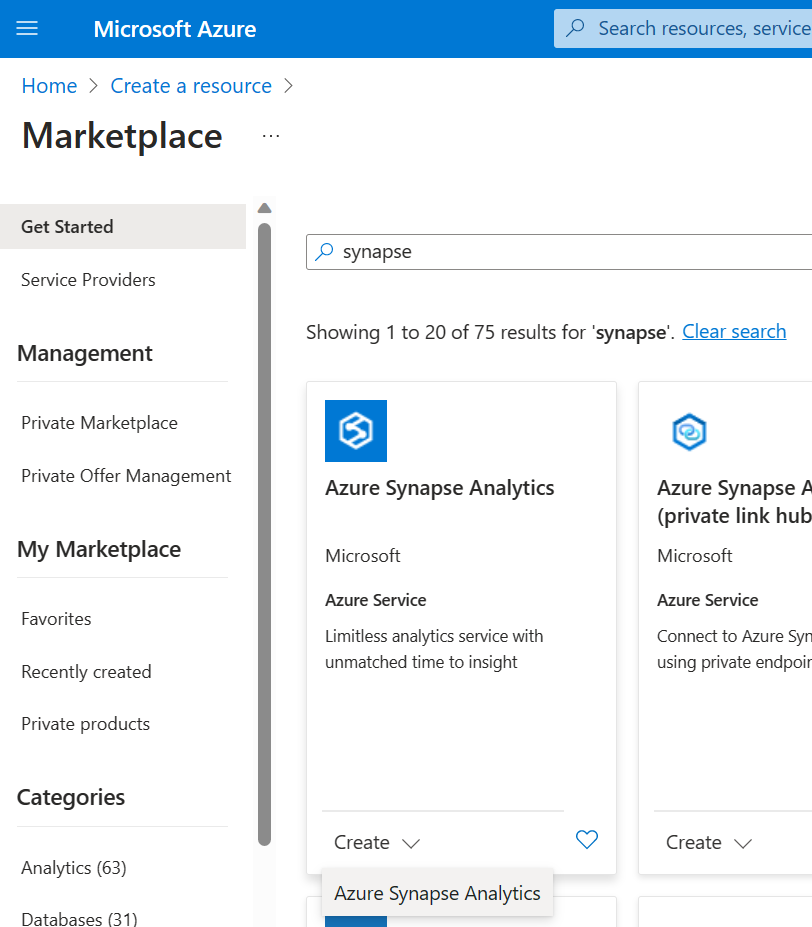 Microsoft Azure
Search resources, service
Home > Create a resource >
Marketplace ...
Get Started
Service Providers
Management
Private Marketplace
Private Offer Management
My Marketplace
Favorites
Recently created
Private products
Categories
Analytics (63)
Databases (31)
synapse
Showing 1 to 20 of 75 results for 'synapse'. Clear search
Azure Synapse Analytics
Microsoft
Azure Service
Limitless analytics service with
unmatched time to insight
Create
Azure Synapse Analytics
Azure Synapse A
(private link hub
Microsoft
Azure Service
Connect to Azure Syn
using private endpoin
Create